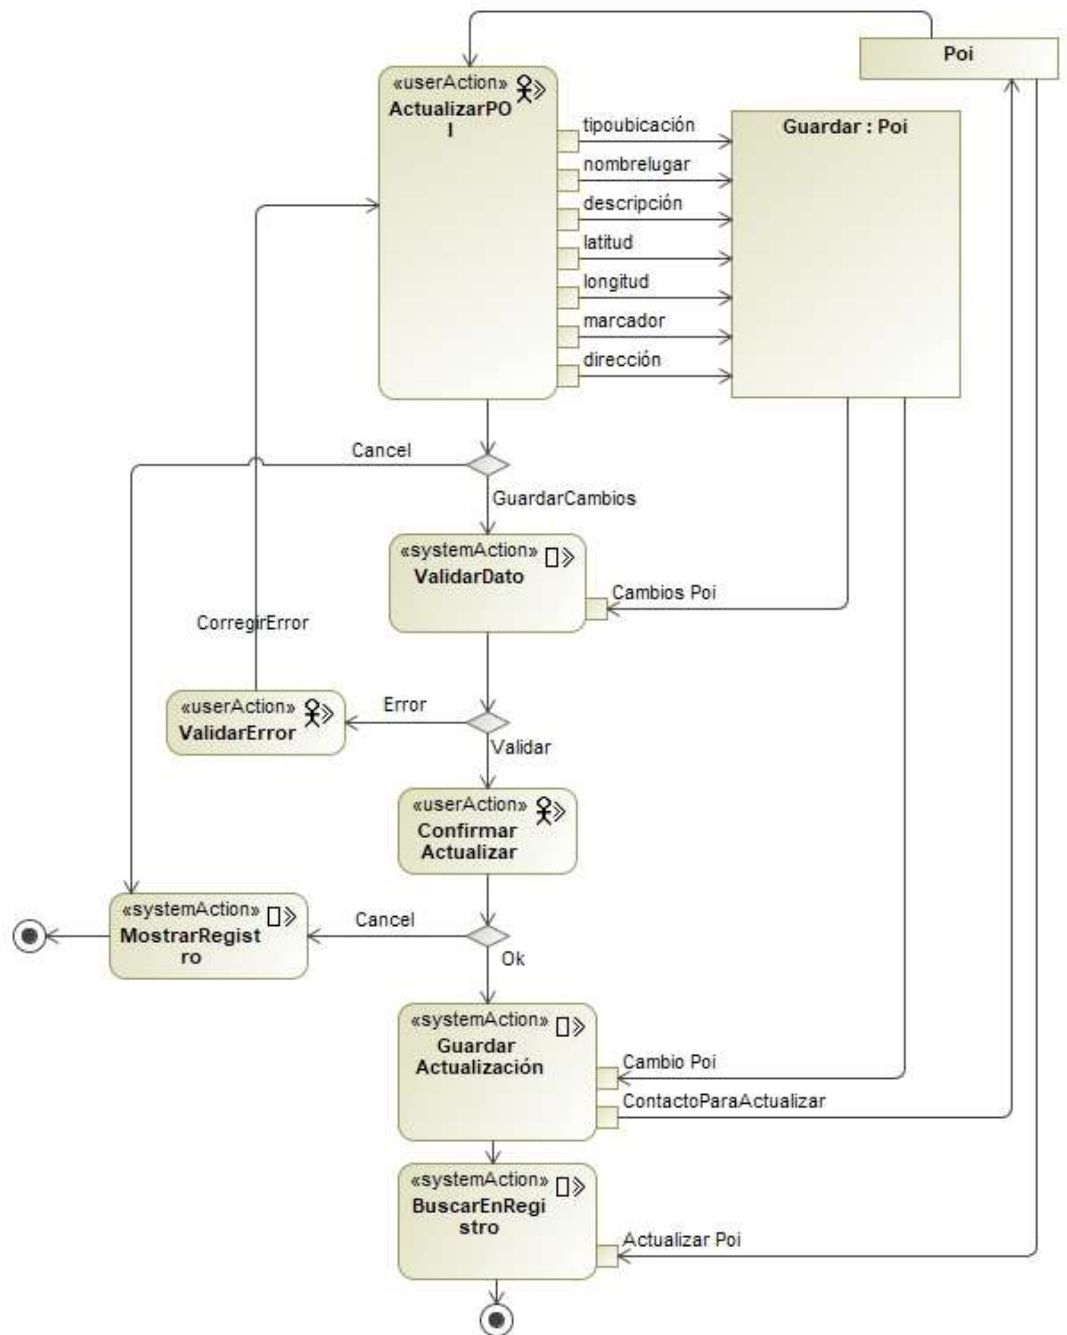 Poi
«userAction»
ActualizarPO
I
tipoubicación
nombrelugar
descripción
latitud
longitud
marcador
dirección
Guardar : Poi
Cancel
GuardarCambios
«systemAction»
ValidarDato
Cambios Poi
CorregirError
«userAction»
ValidarError
Error
Validar
«userAction»
Confirmar
Actualizar
«systemAction»
MostrarRegist
ro
Cancel
Ok
«systemAction»
Guardar
Actualización
Cambio Poi
ContactoParaActualizar
«systemAction»
BuscarEnRegi
stro
Actualizar Poi